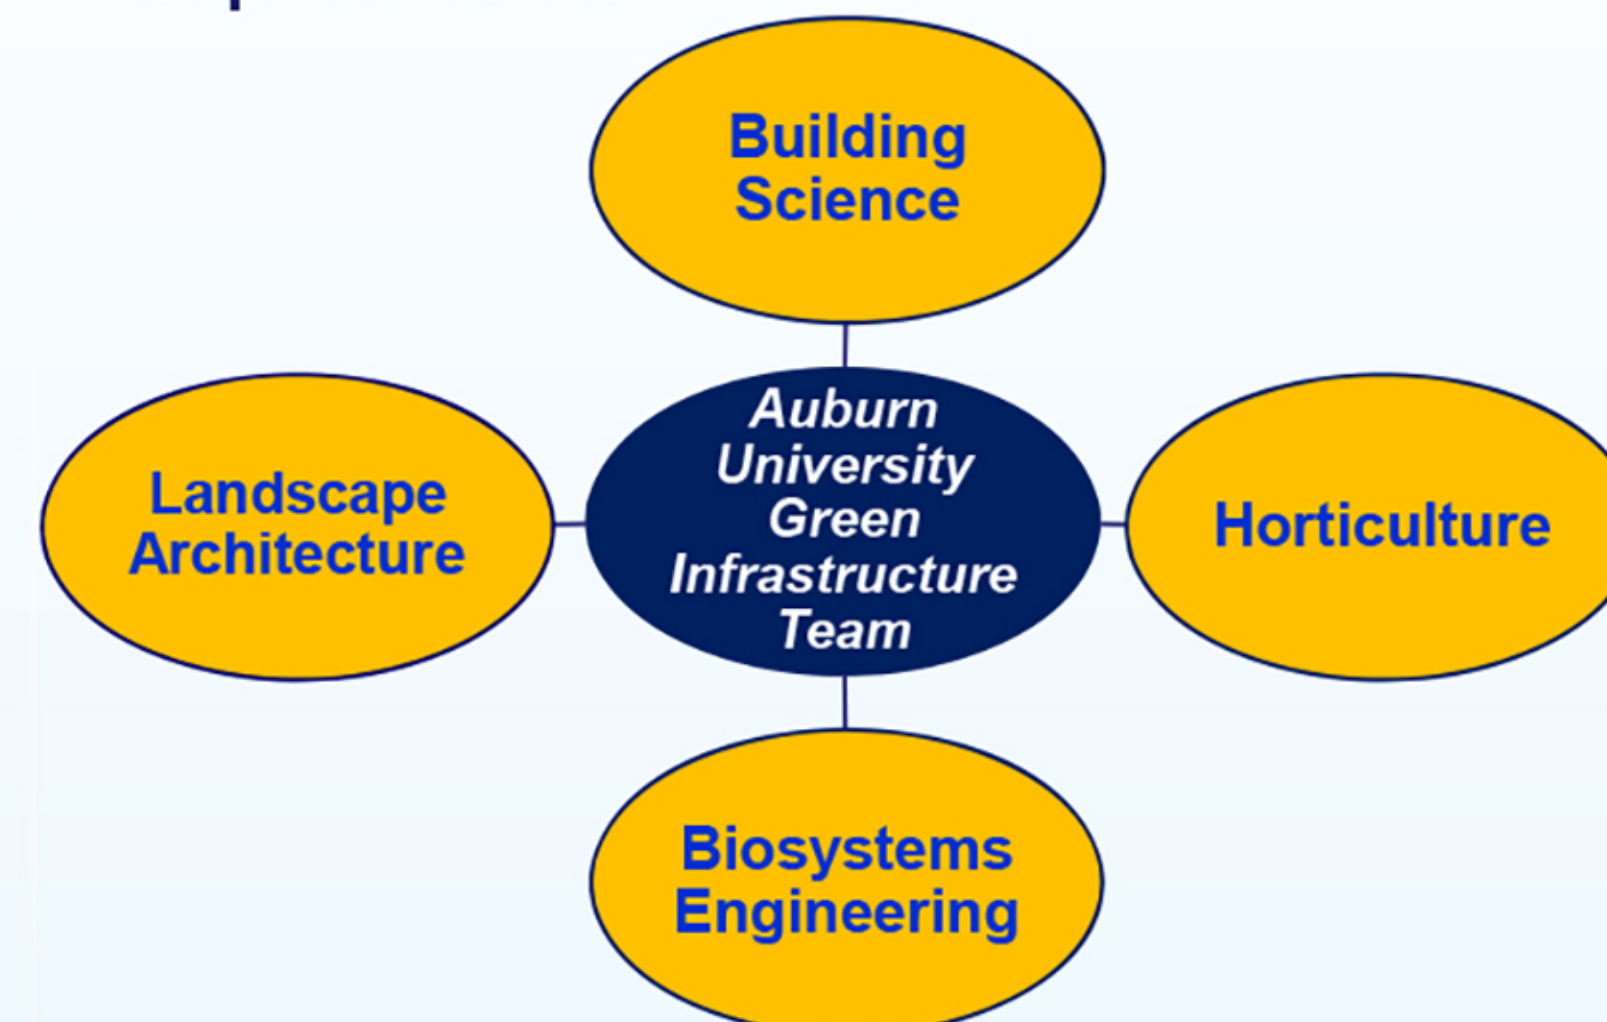 Building
Science
Landscape
Architecture
Auburn
University
Green
Infrastructure
Team
Horticulture
Biosystems
Engineering